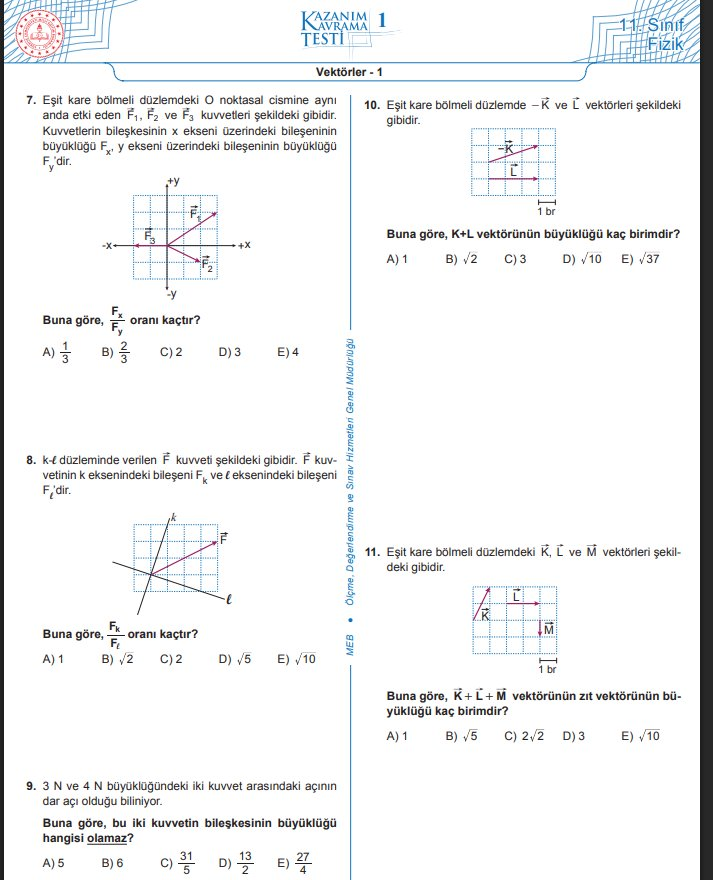 KAZANIM
KAVRAMA
TESTİ
1
11. Sınıf
Fizik
Vektörler - 1
7. Eşit kare bölmeli düzlemdeki O noktasal cismine aynı
anda etki eden F₁, F₂ ve F₃ kuvvetleri şekildeki gibidir.
Kuvvetlerin bileşkesinin x ekseni üzerindeki bileşeninin
büyüklüğü Fₓ, y ekseni üzerindeki bileşeninin büyüklüğü
Fy'dir.
+y
F₁
F₃
-x
+x
F₂
-y
Buna göre, Fₓ/Fy oranı kaçtır?
A) 1/3 B) 2/3 C) 2 D) 3 E) 4
8. k-ℓ düzleminde verilen F kuvveti şekildeki gibidir. F kuv-
vetinin k eksenindeki bileşeni Fk ve ℓ eksenindeki bileşeni
Fℓ'dir.
k
F
ℓ
Buna göre, Fk/Fℓ oranı kaçtır?
A) 1 B) √2 C) 2 D) √5 E) √10
9. 3 N ve 4 N büyüklüğündeki iki kuvvet arasındaki açının
dar açı olduğu biliniyor.
Buna göre, bu iki kuvvetin bileşkesinin büyüklüğü
hangisi olamaz?
A) 5 B) 6 C) 31/5 D) 13/2 E) 27/4
MEB • Ölçme, Değerlendirme ve Sınav Hizmetleri Genel Müdürlüğü
10. Eşit kare bölmeli düzlemde -K ve L vektörleri şekildeki
gibidir.
-K
L
1 br
Buna göre, K+L vektörünün büyüklüğü kaç birimdir?
A) 1 B) √2 C) 3 D) √10 E) √37
11. Eşit kare bölmeli düzlemdeki K, L ve M vektörleri şekil-
deki gibidir.
L
K
M
1 br
Buna göre, K + L + M vektörünün zıt vektörünün bü-
yüklüğü kaç birimdir?
A) 1 B) √5 C) 2√2 D) 3 E) √10